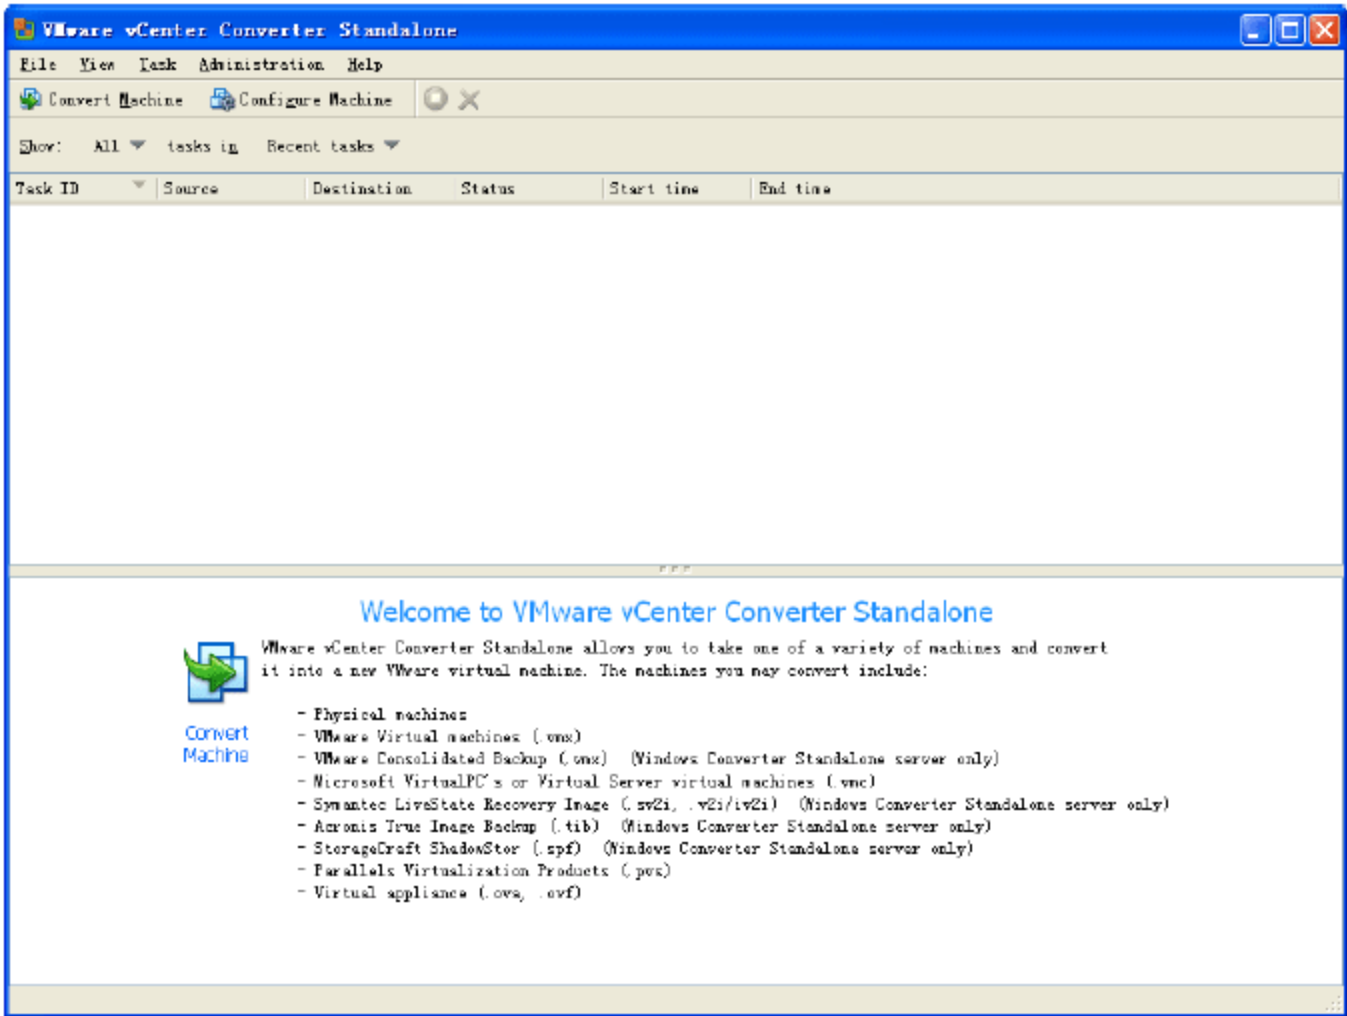 VMware vCenter Converter Standalone
File View Task Administration Help
Convert Machine Configure Machine
Show: All tasks in Recent tasks
Task ID Source Destination Status Start time End time
Welcome to VMware vCenter Converter Standalone
VMware vCenter Converter Standalone allows you to take one of a variety of machines and convert
it into a new VMware virtual machine. The machines you may convert include:
Convert
Machine
- Physical machines
- VMware Virtual machines (.vmx)
- VMware Consolidated Backup (.vmx) (Windows Converter Standalone server only)
- Microsoft VirtualPC's or Virtual Server virtual machines (.vmc)
- Symantec LiveState Recovery Image (.sv2i, .v2i/iv2i) (Windows Converter Standalone server only)
- Acronis True Image Backup (.tib) (Windows Converter Standalone server only)
- StorageCraft ShadowStor (.spf) (Windows Converter Standalone server only)
- Parallels Virtualization Products (.pvs)
- Virtual appliance (.ova, .ovf)